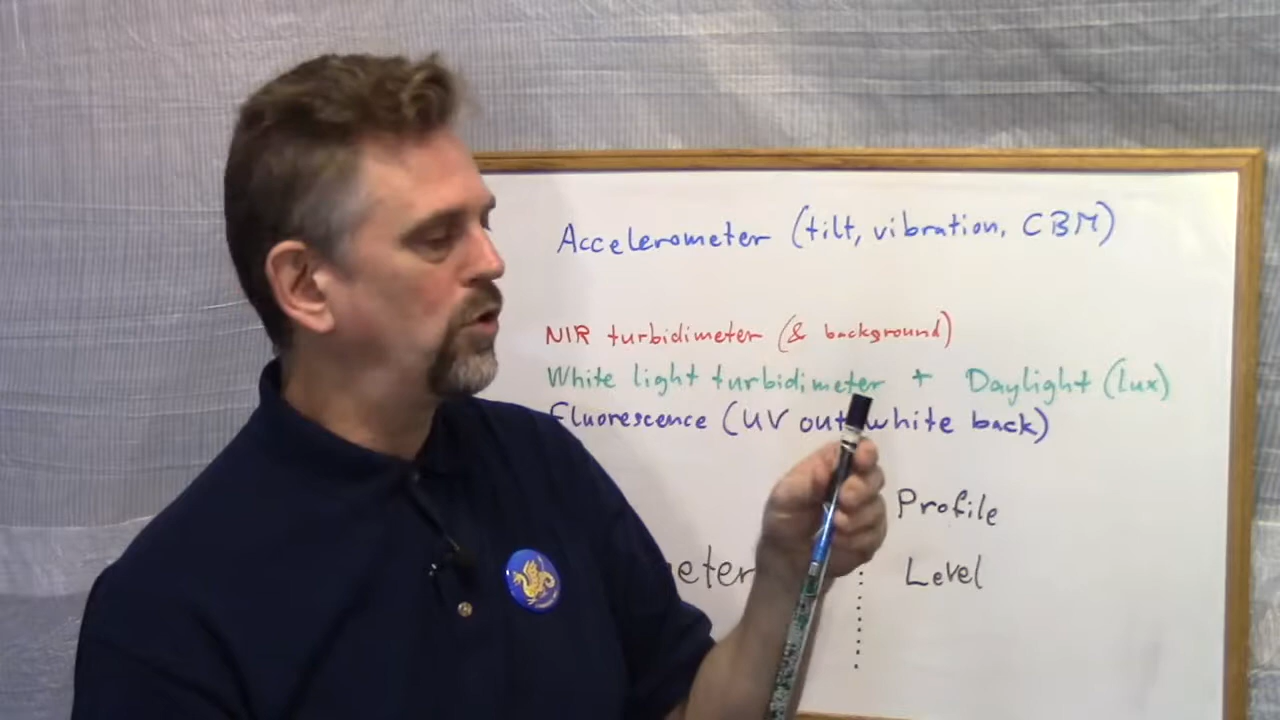 Accelerometer (tilt, vibration, CBM)
NIR turbidimeter (& background)
White light turbidimeter + Daylight (lux)
Fluorescence (UV out white back)
Profile
eter
Level